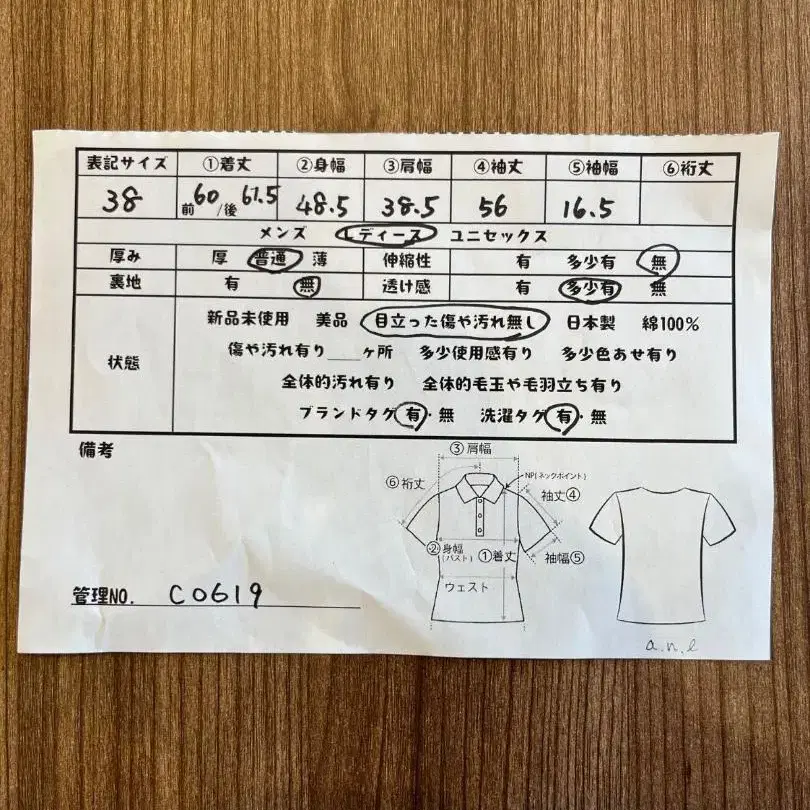 表記サイズ ①着丈 ②身幅 ③肩幅 ④袖丈 ⑤袖幅 ⑥裄丈
38 前60/後61.5 48.5 38.5 56 16.5
メンズ レディース ユニセックス
厚み 厚 普通 薄 伸縮性 有 多少有 無
裏地 有 無 透け感 有 多少有 無
状態
新品未使用 美品 目立った傷や汚れ無し 日本製 綿100%
傷や汚れ有り___ヶ所 多少使用感有り 多少色あせ有り
全体的汚れ有り 全体的毛玉や毛羽立ち有り
ブランドタグ 有・無 洗濯タグ 有・無
備考
③肩幅
NP(ネックポイント)
⑥裄丈
袖丈④
②身幅
(バスト)
①着丈
袖幅⑤
ウェスト
管理NO. C0619
a.n.l